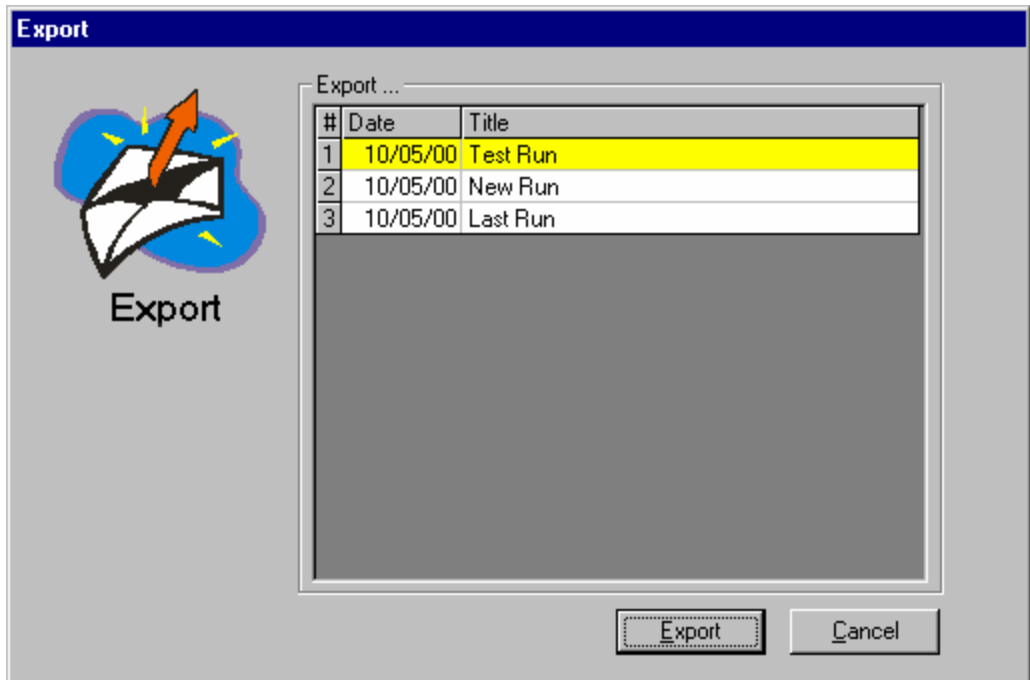 Export
Export
Export ...
# Date Title
1 10/05/00 Test Run
2 10/05/00 New Run
3 10/05/00 Last Run
Export Cancel